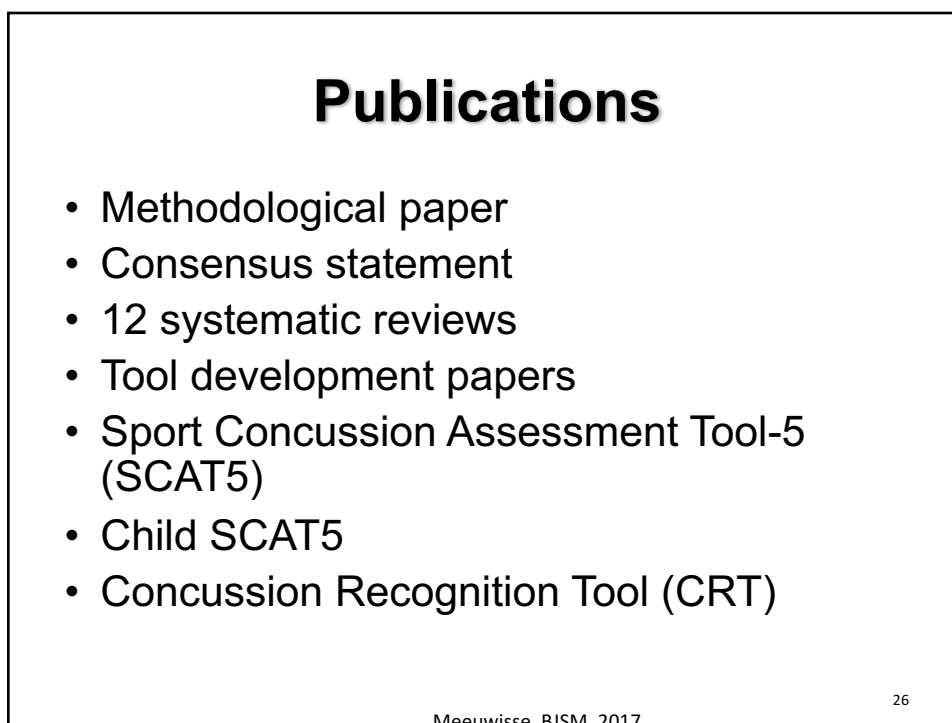 Publications
• Methodological paper
• Consensus statement
• 12 systematic reviews
• Tool development papers
• Sport Concussion Assessment Tool-5
(SCAT5)
• Child SCAT5
• Concussion Recognition Tool (CRT)
26
Meeuwisse, BJSM, 2017